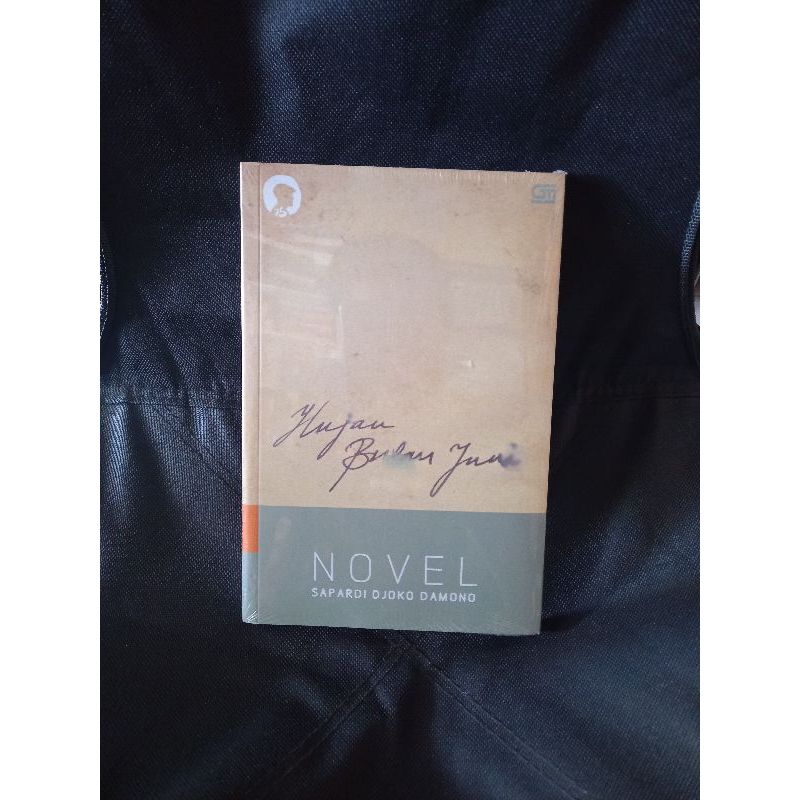 Hujan
Bulan Juni
NOVEL
SAPARDI DJOKO DAMONO